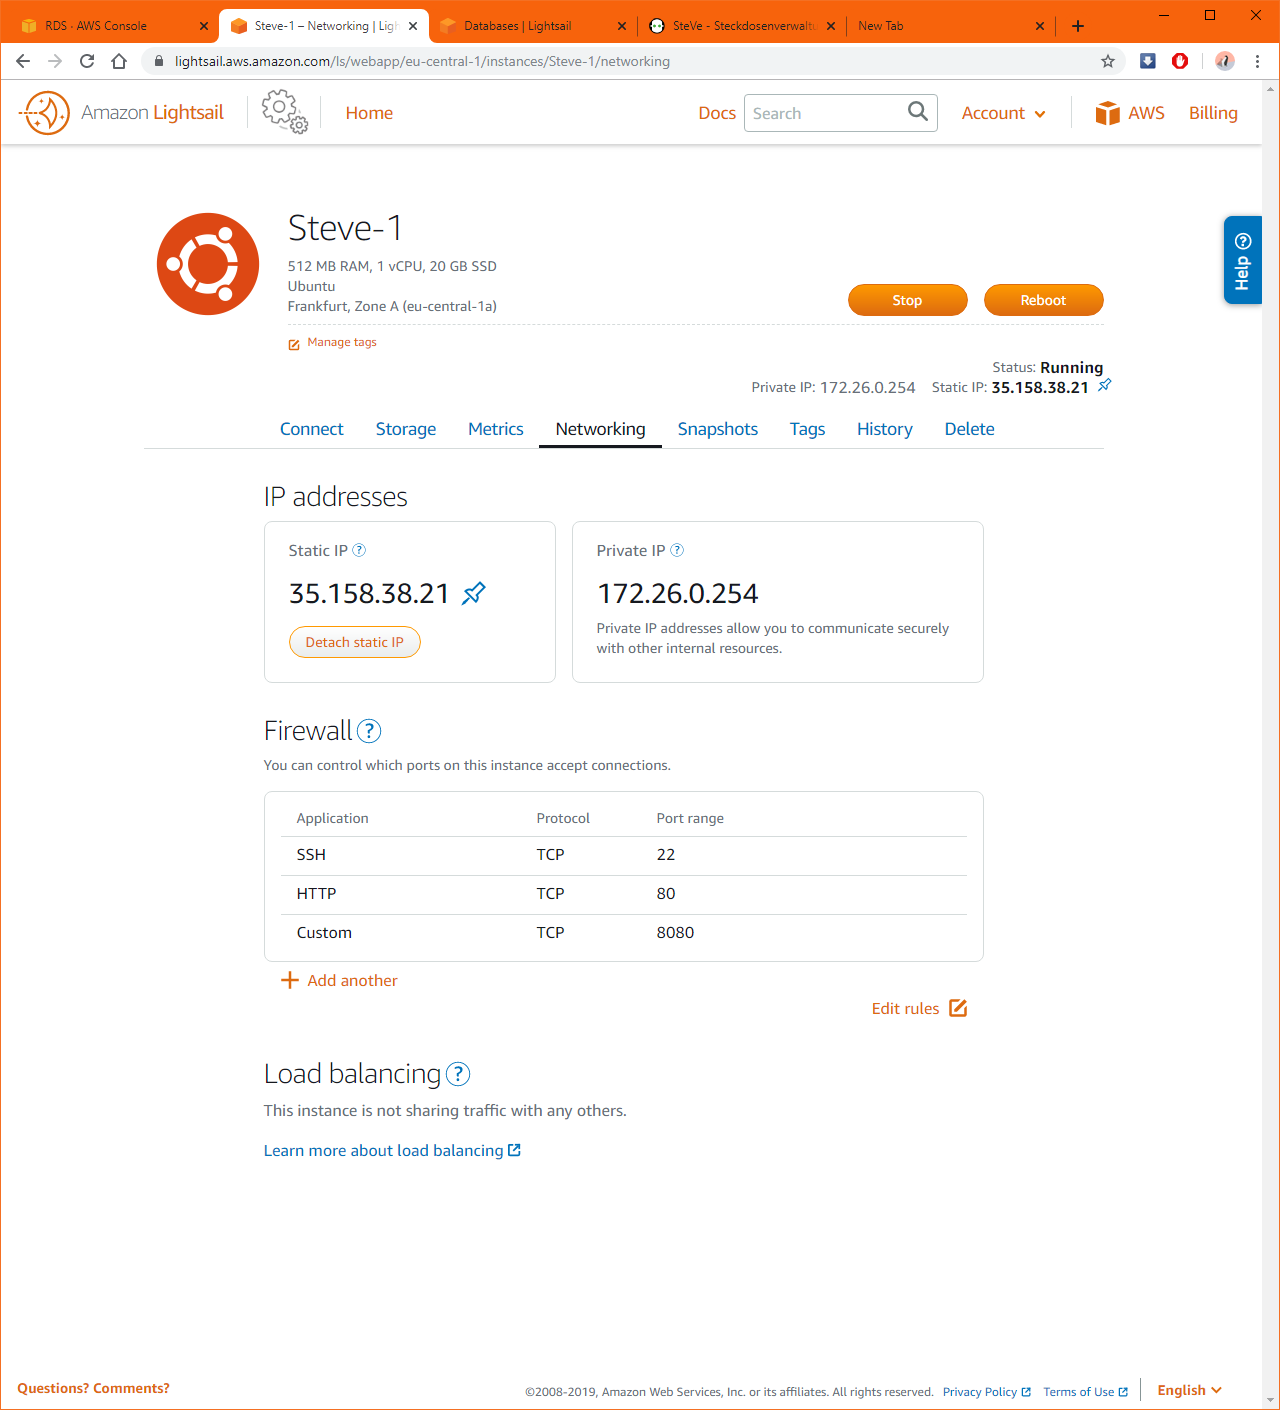 RDS · AWS Console
Steve-1 – Networking | Ligh
Databases | Lightsail
SteVe - Steckdosenverwaltu
New Tab
lightsail.aws.amazon.com/ls/webapp/eu-central-1/instances/Steve-1/networking
Amazon Lightsail
Home
Docs
Search
Account
AWS
Billing
Steve-1
512 MB RAM, 1 vCPU, 20 GB SSD
Ubuntu
Frankfurt, Zone A (eu-central-1a)
Stop
Reboot
Help ?
Manage tags
Status: Running
Private IP: 172.26.0.254 Static IP: 35.158.38.21
Connect Storage Metrics Networking Snapshots Tags History Delete
IP addresses
Static IP ?
35.158.38.21
Detach static IP
Private IP ?
172.26.0.254
Private IP addresses allow you to communicate securely
with other internal resources.
Firewall ?
You can control which ports on this instance accept connections.
Application Protocol Port range
SSH TCP 22
HTTP TCP 80
Custom TCP 8080
Add another
Edit rules
Load balancing ?
This instance is not sharing traffic with any others.
Learn more about load balancing
Questions? Comments?
©2008-2019, Amazon Web Services, Inc. or its affiliates. All rights reserved. Privacy Policy Terms of Use
English